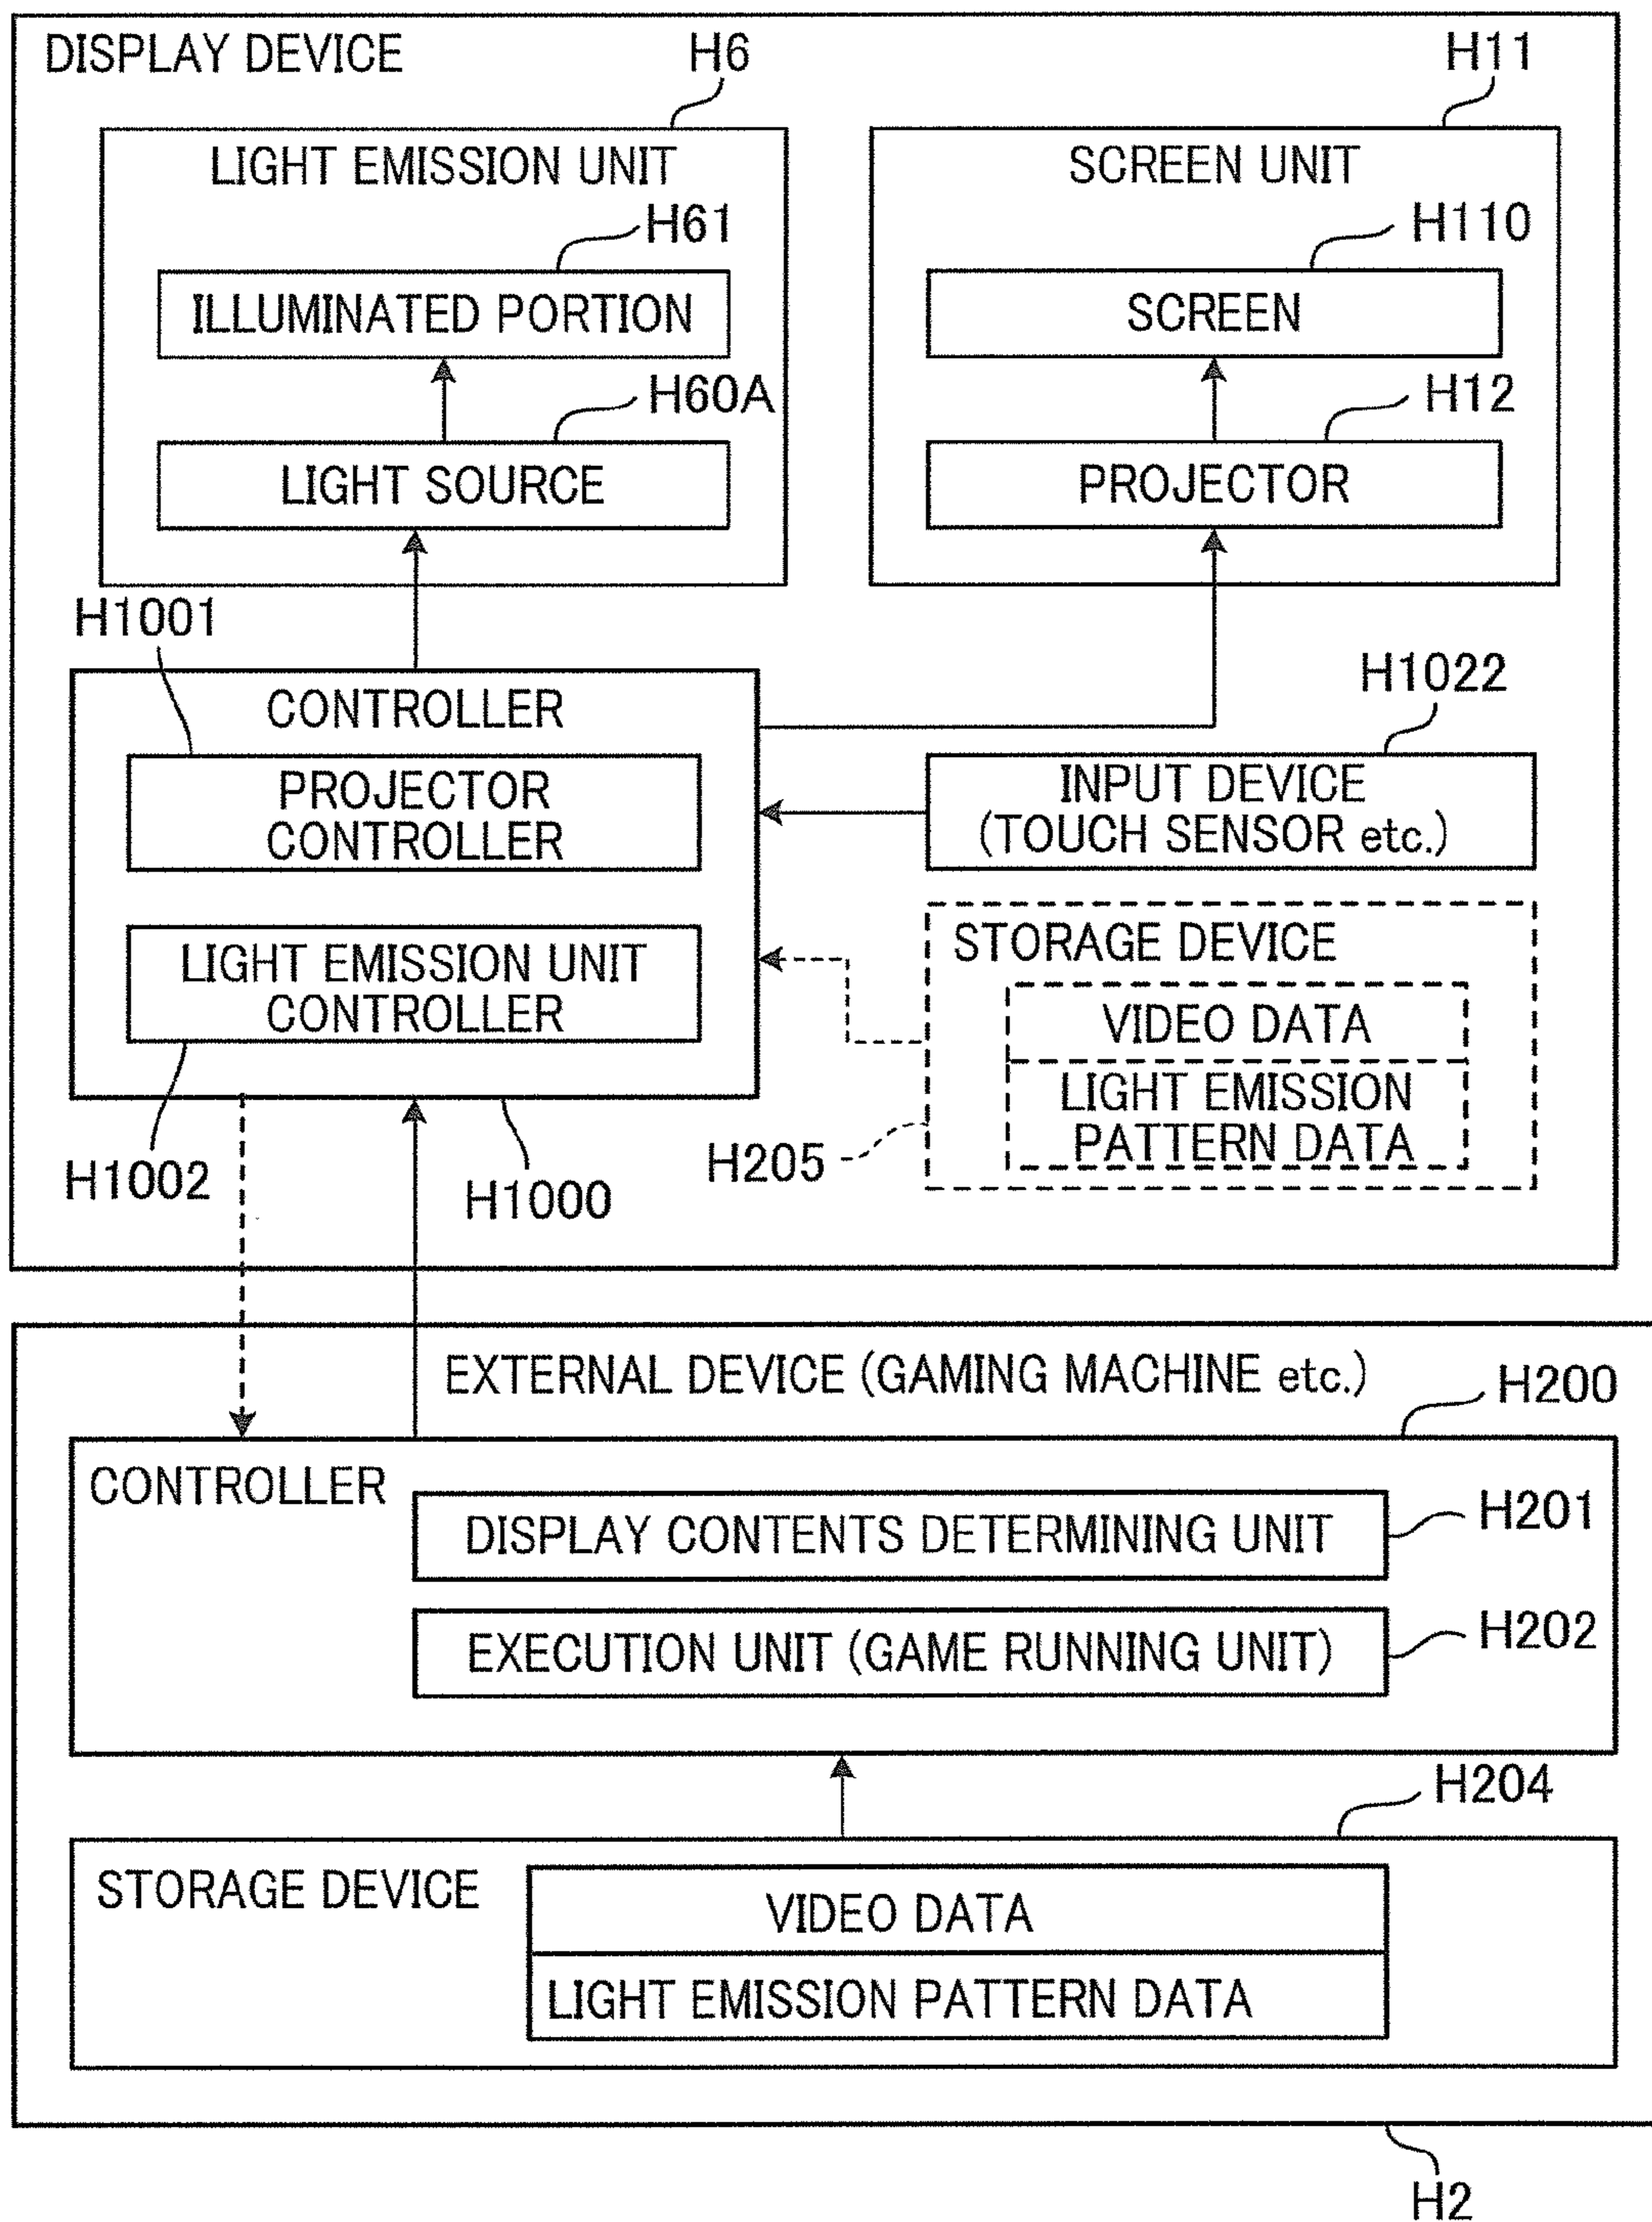 DISPLAY DEVICE
H6
H11
LIGHT EMISSION UNIT
SCREEN UNIT
H61
H110
ILLUMINATED PORTION
SCREEN
H60A
H12
LIGHT SOURCE
PROJECTOR
H1001
H1022
CONTROLLER
PROJECTOR
CONTROLLER
INPUT DEVICE
(TOUCH SENSOR etc.)
LIGHT EMISSION UNIT
CONTROLLER
STORAGE DEVICE
VIDEO DATA
LIGHT EMISSION
PATTERN DATA
H205
H1002
H1000
EXTERNAL DEVICE (GAMING MACHINE etc.)
H200
CONTROLLER
DISPLAY CONTENTS DETERMINING UNIT
H201
EXECUTION UNIT (GAME RUNNING UNIT)
H202
H204
STORAGE DEVICE
VIDEO DATA
LIGHT EMISSION PATTERN DATA
H2